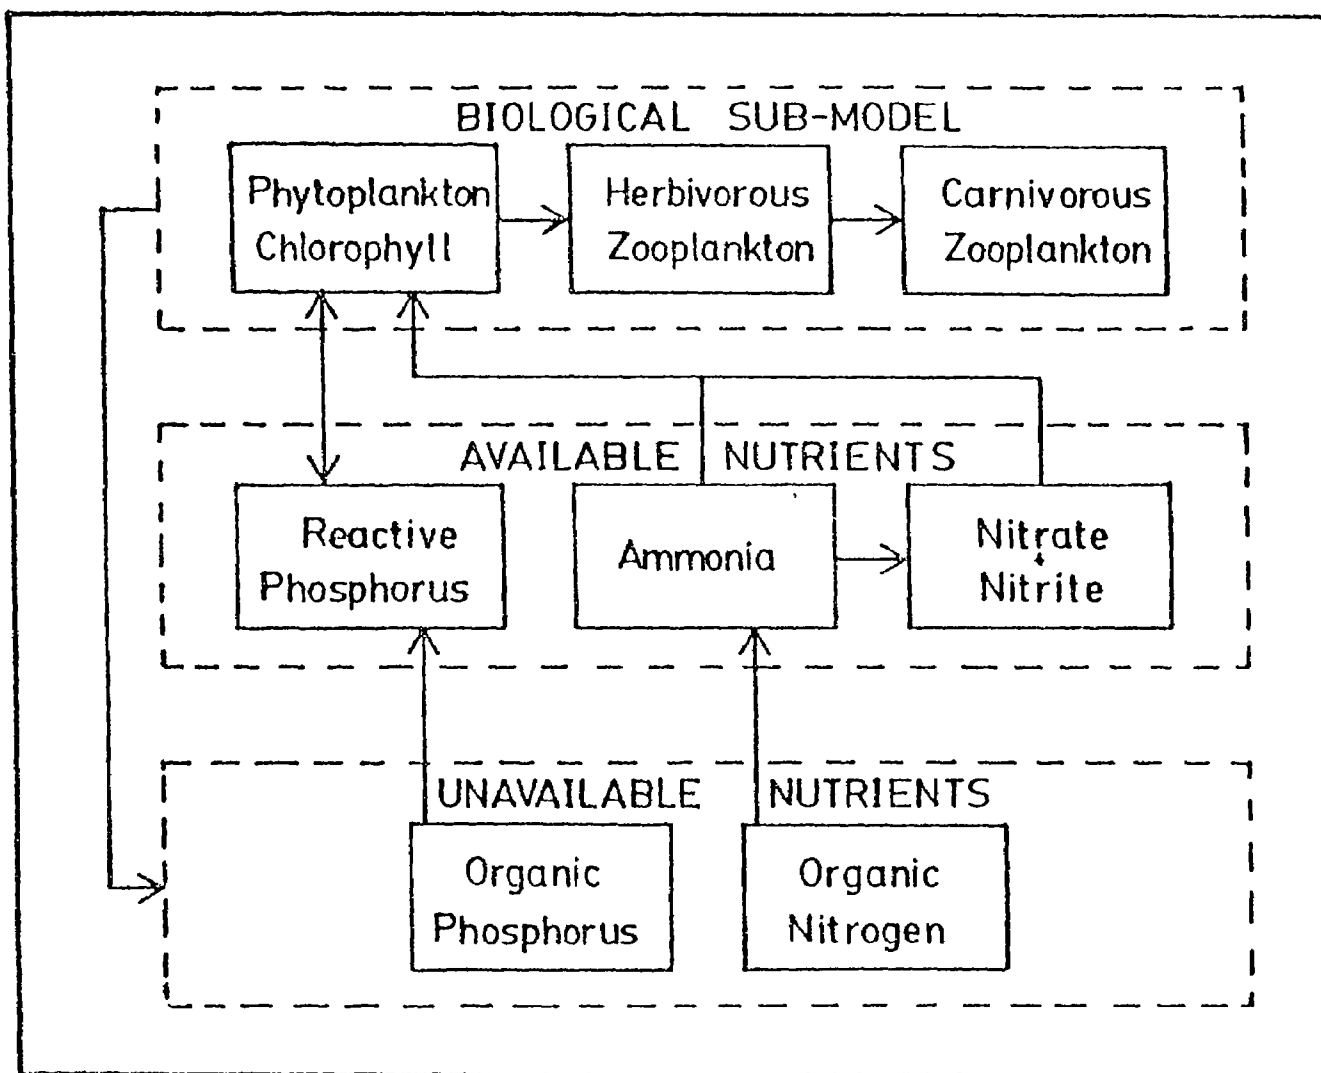 BIOLOGICAL SUB-MODEL
Phytoplankton
Chlorophyll
Herbivorous
Zooplankton
Carnivorous
Zooplankton
AVAILABLE NUTRIENTS
Reactive
Phosphorus
Ammonia
Nitrate
+
Nitrite
UNAVAILABLE NUTRIENTS
Organic
Phosphorus
Organic
Nitrogen